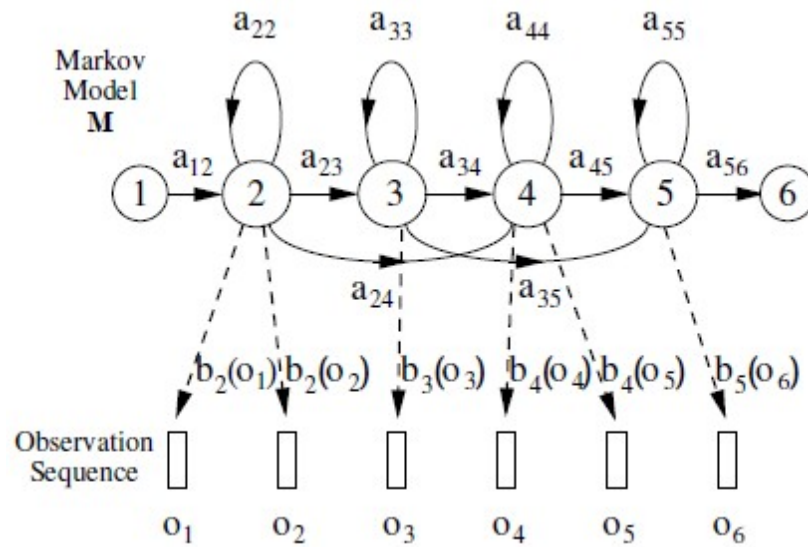 a₂₂ a₃₃ a₄₄ a₅₅
Markov
Model
M
a₁₂ a₂₃ a₃₄ a₄₅ a₅₆
1 2 3 4 5 6
a₂₄ a₃₅
b₂(o₁) b₂(o₂) b₃(o₃) b₄(o₄) b₄(o₅) b₅(o₆)
Observation
Sequence
o₁ o₂ o₃ o₄ o₅ o₆